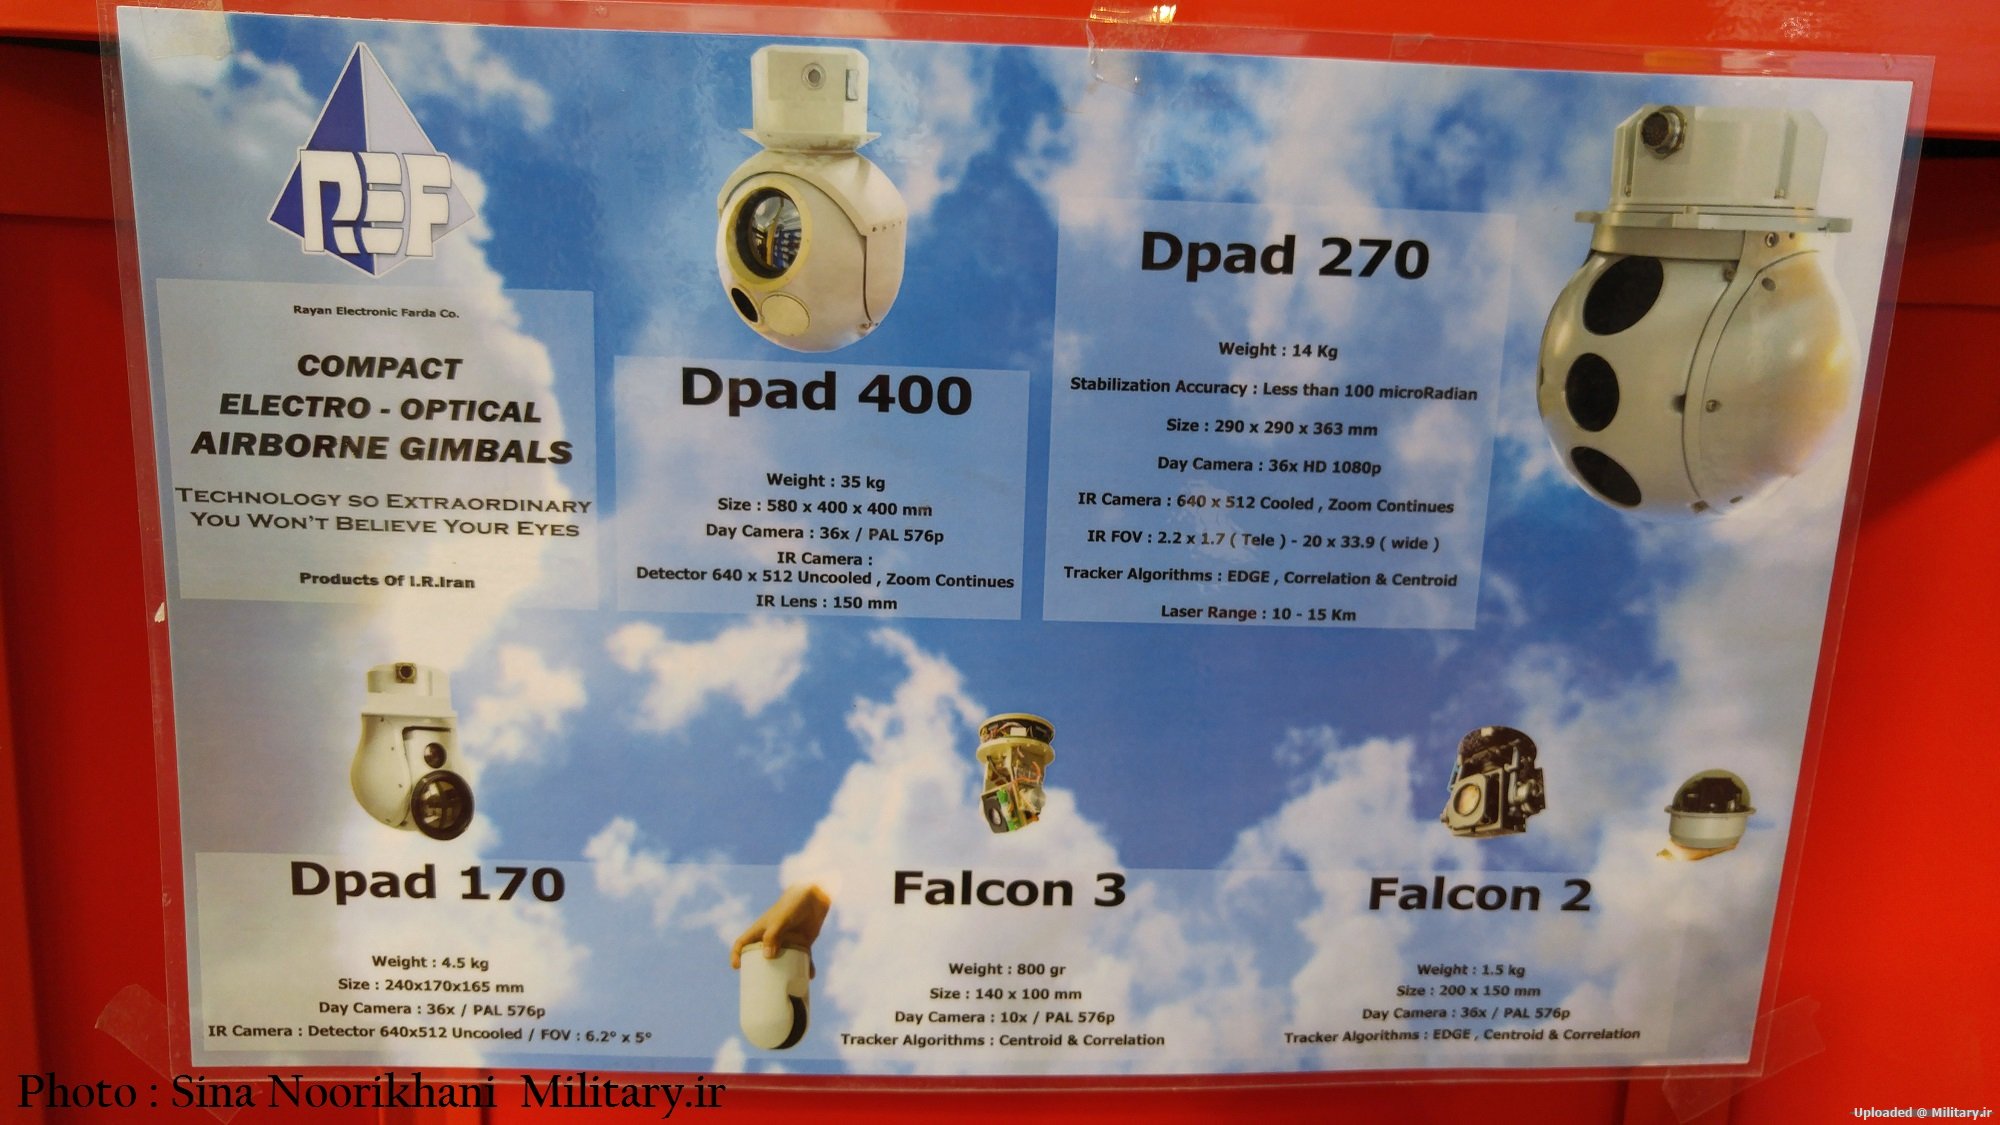 REF
Rayan Electronic Farda Co.
COMPACT
ELECTRO - OPTICAL
AIRBORNE GIMBALS
TECHNOLOGY SO EXTRAORDINARY
YOU WON'T BELIEVE YOUR EYES
Products Of I.R.Iran
Dpad 400
Weight : 35 kg
Size : 580 x 400 x 400 mm
Day Camera : 36x / PAL 576p
IR Camera :
Detector 640 x 512 Uncooled , Zoom Continues
IR Lens : 150 mm
Dpad 270
Weight : 14 Kg
Stabilization Accuracy : Less than 100 microRadian
Size : 290 x 290 x 363 mm
Day Camera : 36x HD 1080p
IR Camera : 640 x 512 Cooled , Zoom Continues
IR FOV : 2.2 x 1.7 ( Tele ) - 20 x 33.9 ( wide )
Tracker Algorithms : EDGE , Correlation & Centroid
Laser Range : 10 - 15 Km
Dpad 170
Weight : 4.5 kg
Size : 240x170x165 mm
Day Camera : 36x / PAL 576p
IR Camera : Detector 640x512 Uncooled / FOV : 6.2° x 5°
Falcon 3
Weight : 800 gr
Size : 140 x 100 mm
Day Camera : 10x / PAL 576p
Tracker Algorithms : Centroid & Correlation
Falcon 2
Weight : 1.5 kg
Size : 200 x 150 mm
Day Camera : 36x / PAL 576p
Tracker Algorithms : EDGE , Centroid & Correlation
Photo : Sina Noorikhani Military.ir
Uploaded @ Military.ir